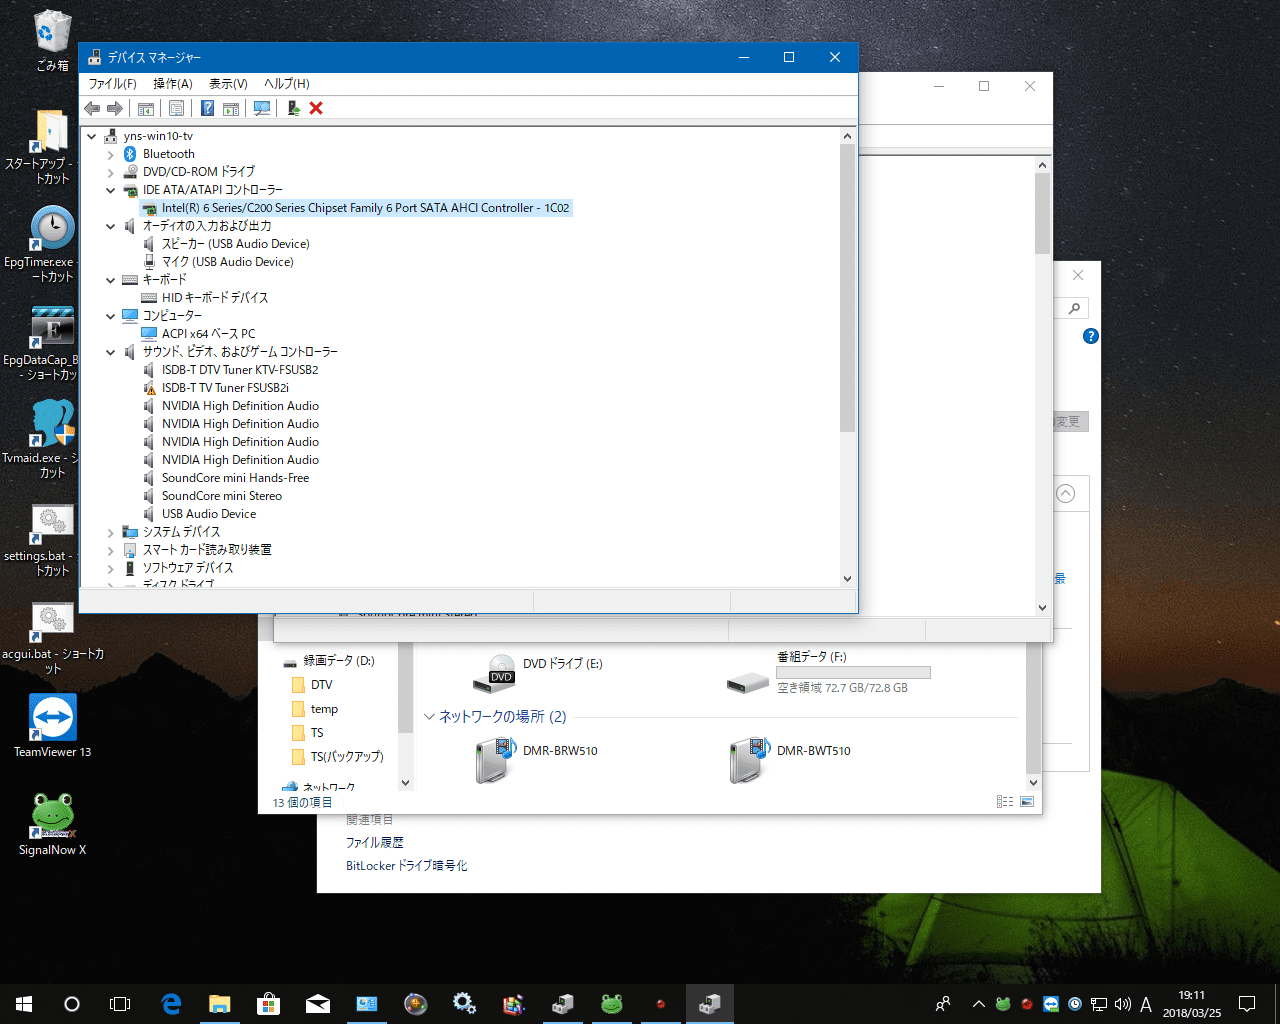 ごみ箱
スタートアップ - ショ
ートカット
EpgTimer.exe -
ートカット
EpgDataCap_B
- ショートカッ
Tvmaid.exe - シ
カット
settings.bat -
ートカット
acgui.bat - ショートカ
ット
TeamViewer 13
SignalNow X
デバイス マネージャー
ファイル(F) 操作(A) 表示(V) ヘルプ(H)
yns-win10-tv
Bluetooth
DVD/CD-ROM ドライブ
IDE ATA/ATAPI コントローラー
Intel(R) 6 Series/C200 Series Chipset Family 6 Port SATA AHCI Controller - 1C02
オーディオの入力および出力
スピーカー (USB Audio Device)
マイク (USB Audio Device)
キーボード
HID キーボード デバイス
コンピューター
ACPI x64 ベース PC
サウンド、ビデオ、およびゲーム コントローラー
ISDB-T DTV Tuner KTV-FSUSB2
ISDB-T TV Tuner FSUSB2i
NVIDIA High Definition Audio
NVIDIA High Definition Audio
NVIDIA High Definition Audio
NVIDIA High Definition Audio
SoundCore mini Hands-Free
SoundCore mini Stereo
USB Audio Device
システム デバイス
スマート カード読み取り装置
ソフトウェア デバイス
ディスク ドライブ
の変更
最
録画データ (D:)
DTV
temp
TS
TS(バックアップ)
ネットワーク
13 個の項目
DVD ドライブ (E:)
DVD
番組データ (F:)
空き領域 72.7 GB/72.8 GB
ネットワークの場所 (2)
DMR-BRW510
DMR-BWT510
関連項目
ファイル履歴
BitLocker ドライブ暗号化
A
19:11
2018/03/25